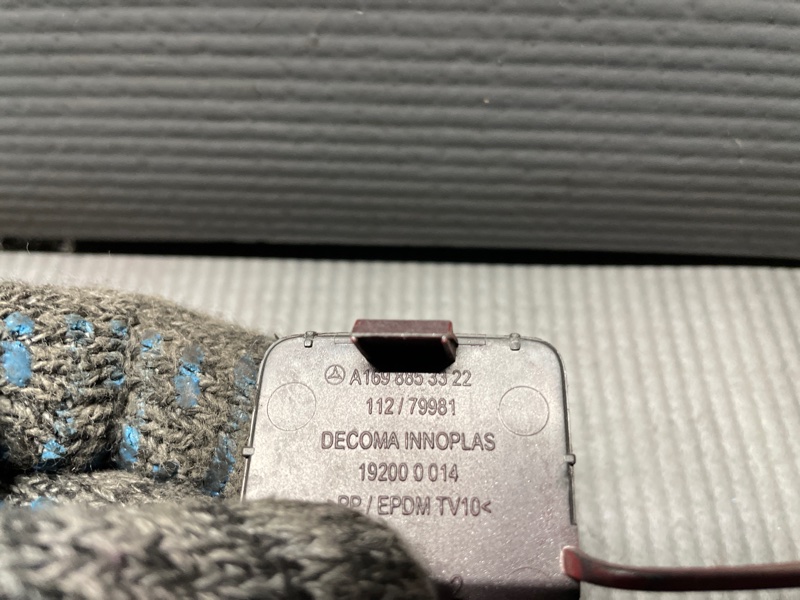 A169 885 33 22
112 / 79981
DECOMA INNOPLAS
19200 0 014
>PP / EPDM TV10<